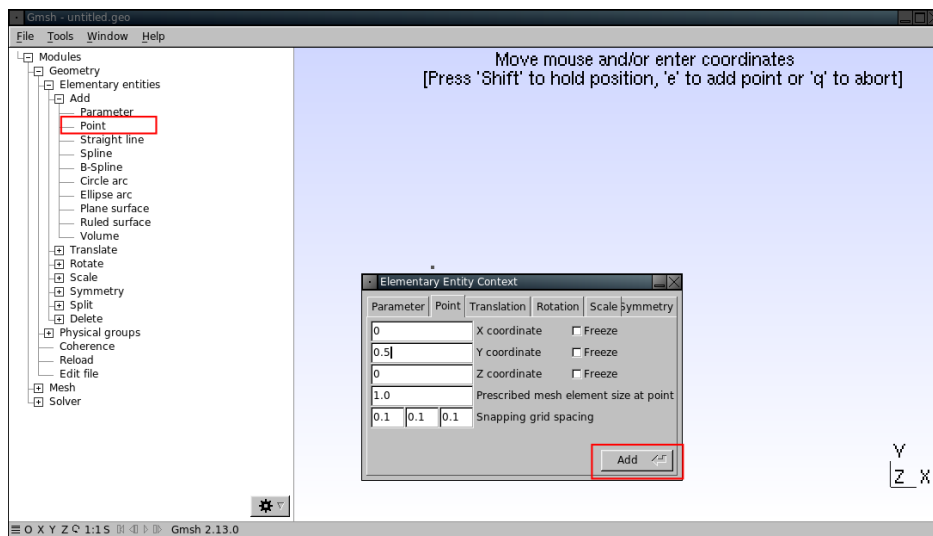 Gmsh - untitled.geo
File Tools Window Help
Modules
Geometry
Elementary entities
Add
Parameter
Point
Straight line
Spline
B-Spline
Circle arc
Ellipse arc
Plane surface
Ruled surface
Volume
Translate
Rotate
Scale
Symmetry
Split
Delete
Physical groups
Coherence
Reload
Edit file
Mesh
Solver
Move mouse and/or enter coordinates
[Press 'Shift' to hold position, 'e' to add point or 'q' to abort]
Elementary Entity Context
Parameter Point Translation Rotation Scale Symmetry
0 X coordinate Freeze
0.5 Y coordinate Freeze
0 Z coordinate Freeze
1.0 Prescribed mesh element size at point
0.1 0.1 0.1 Snapping grid spacing
Add
Y
Z X
O X Y Z 1:1 S Gmsh 2.13.0